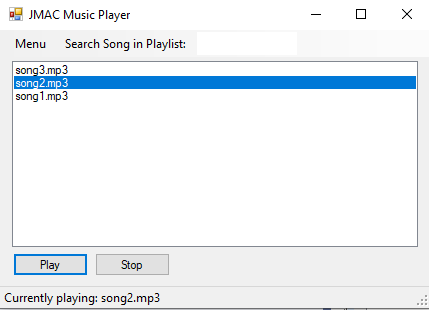 JMAC Music Player
Menu Search Song in Playlist:
song3.mp3
song2.mp3
song1.mp3
Play Stop
Currently playing: song2.mp3